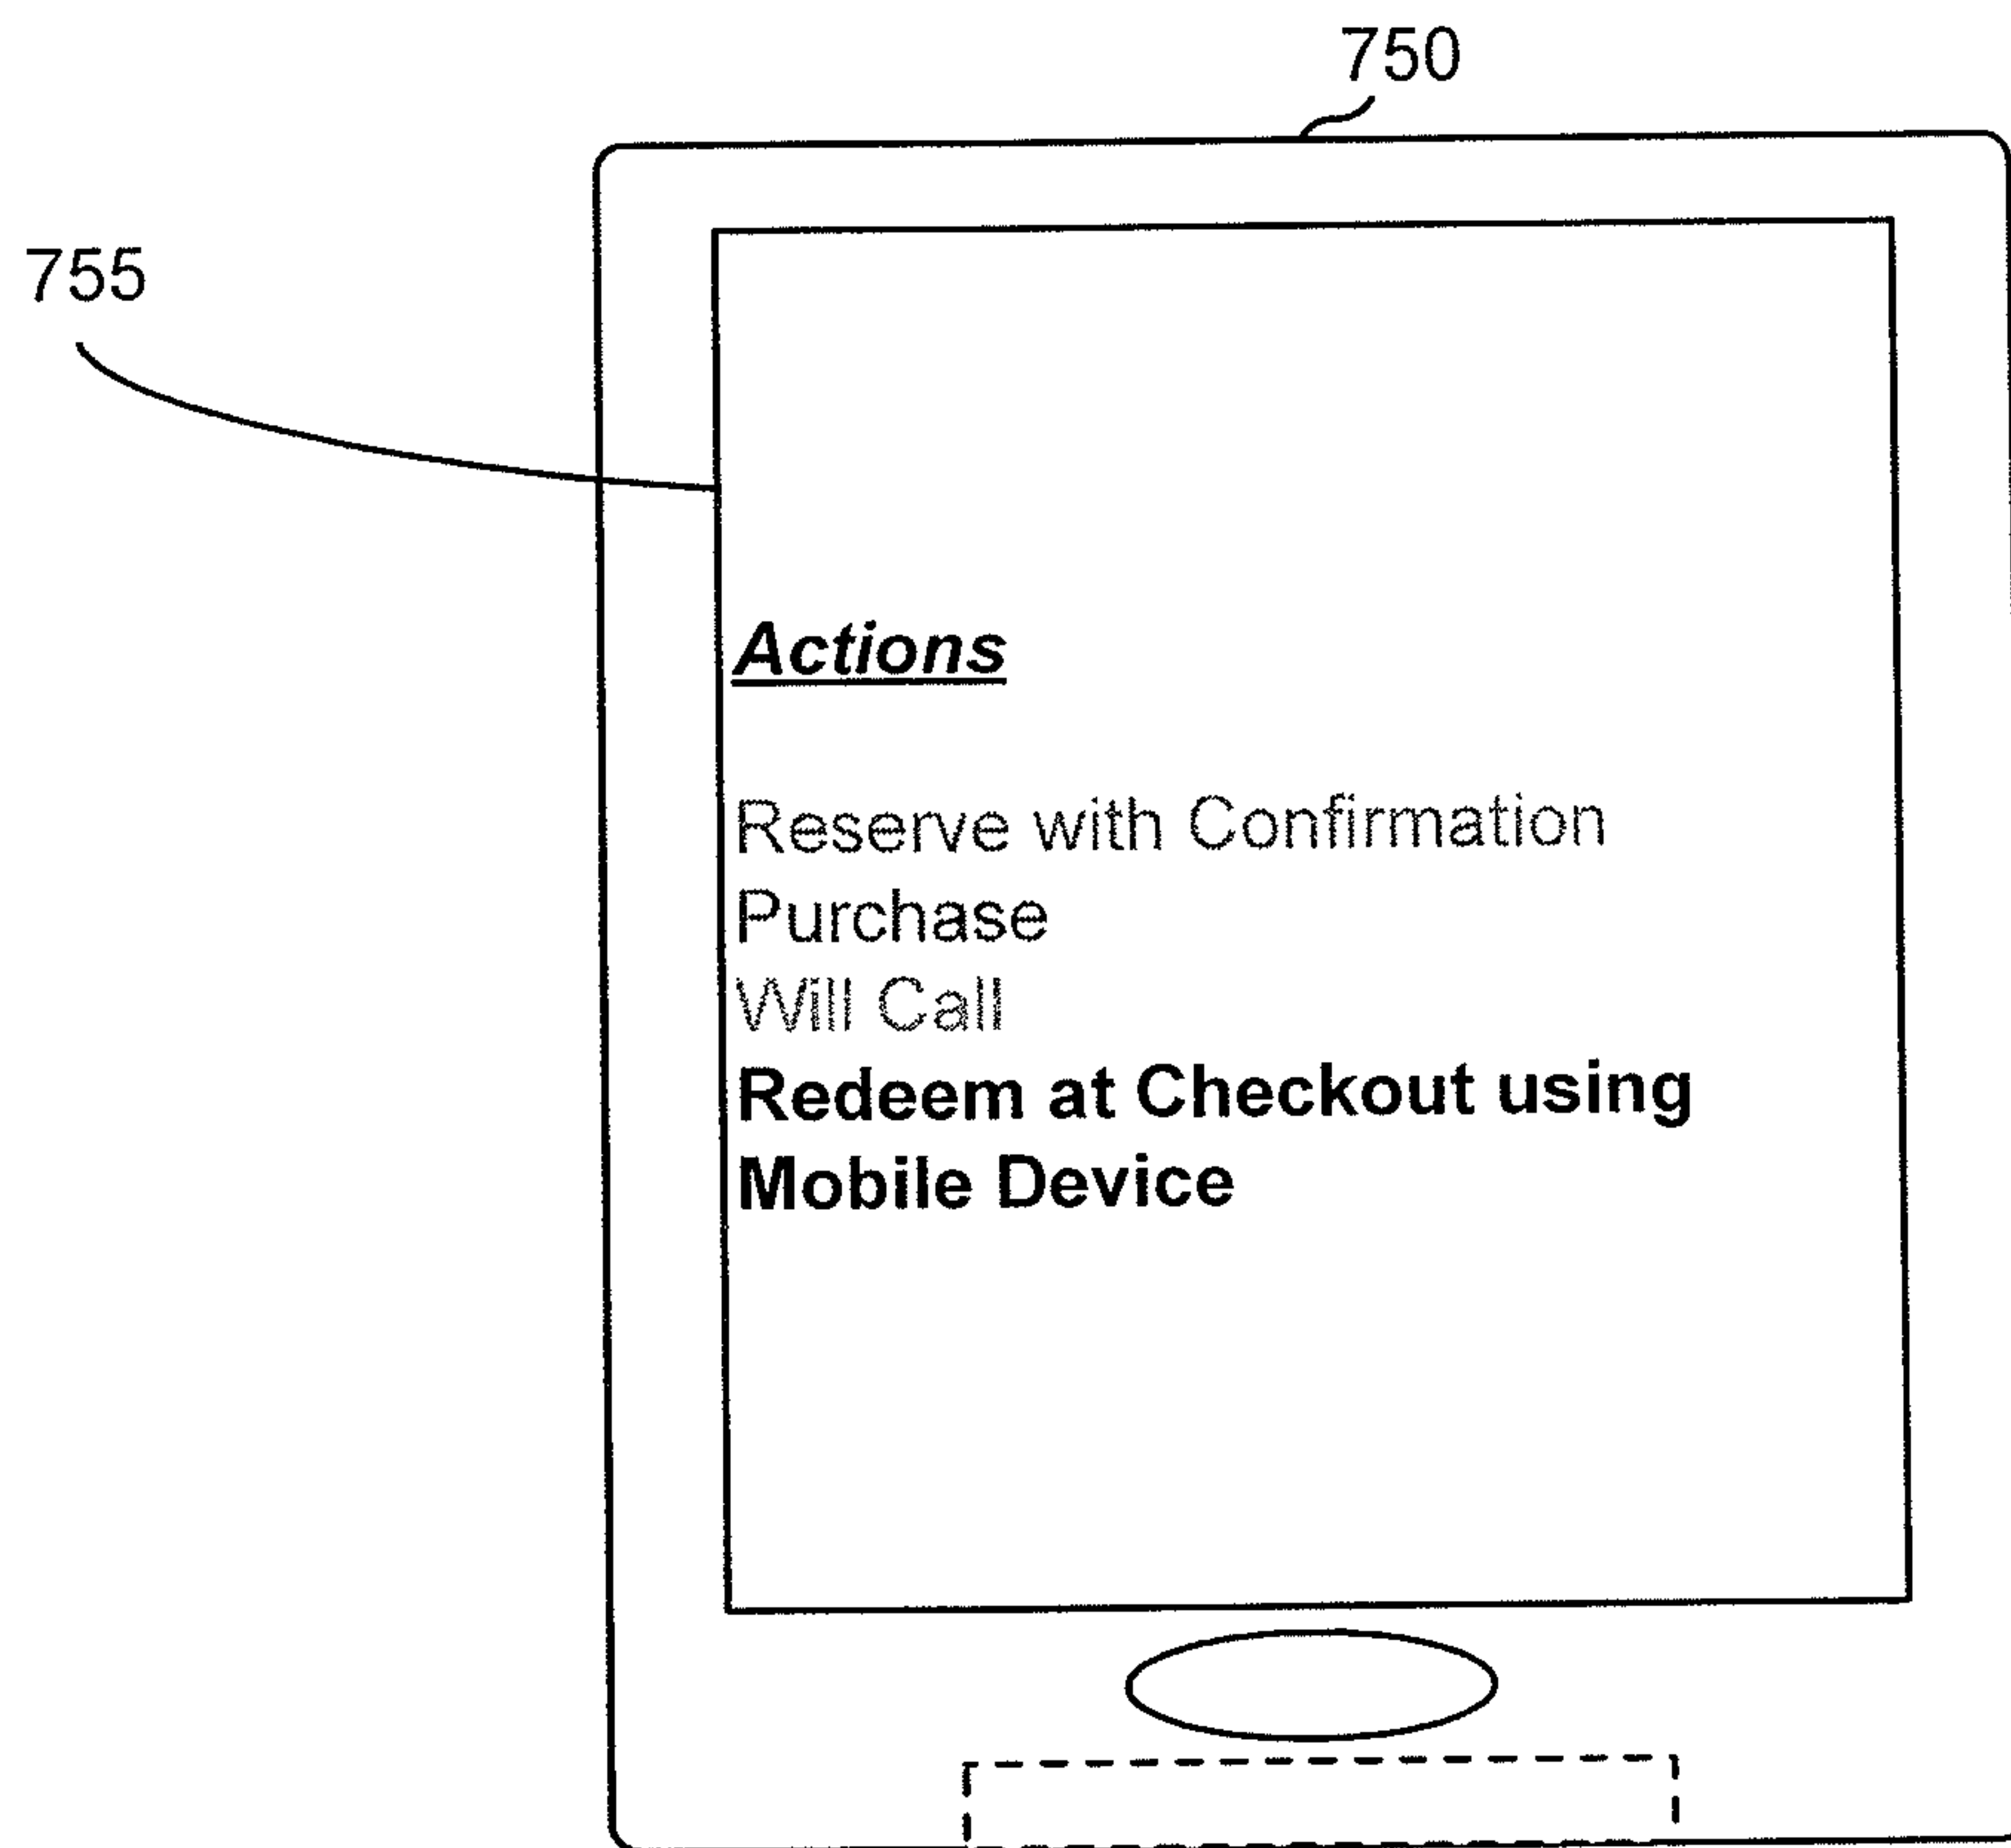 750
755
Actions
Reserve with Confirmation
Purchase
Will Call
Redeem at Checkout using
Mobile Device